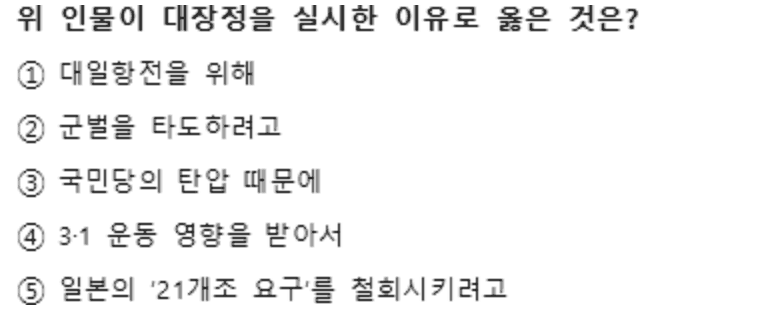 위 인물이 대장정을 실시한 이유로 옳은 것은?
① 대일항전을 위해
② 군벌을 타도하려고
③ 국민당의 탄압 때문에
④ 3·1 운동 영향을 받아서
⑤ 일본의 '21개조 요구'를 철회시키려고